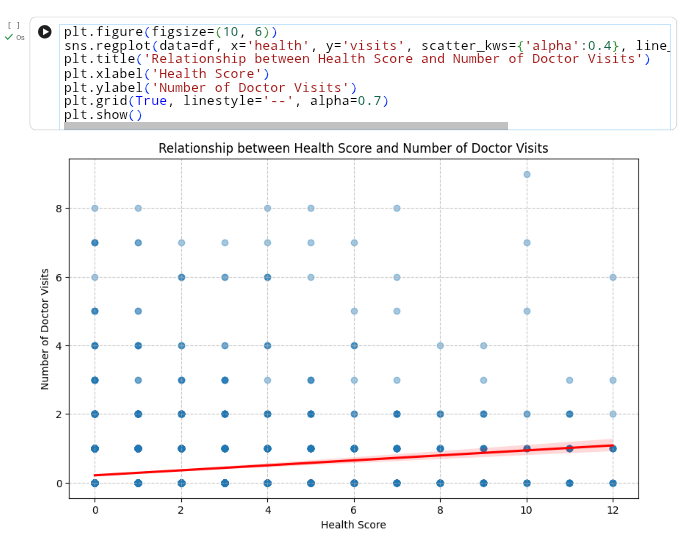 [ ]
0s
plt.figure(figsize=(10, 6))
sns.regplot(data=df, x='health', y='visits', scatter_kws={'alpha':0.4}, line_
plt.title('Relationship between Health Score and Number of Doctor Visits')
plt.xlabel('Health Score')
plt.ylabel('Number of Doctor Visits')
plt.grid(True, linestyle='--', alpha=0.7)
plt.show()
Relationship between Health Score and Number of Doctor Visits
8
6
4
2
0
Number of Doctor Visits
0 2 4 6 8 10 12
Health Score